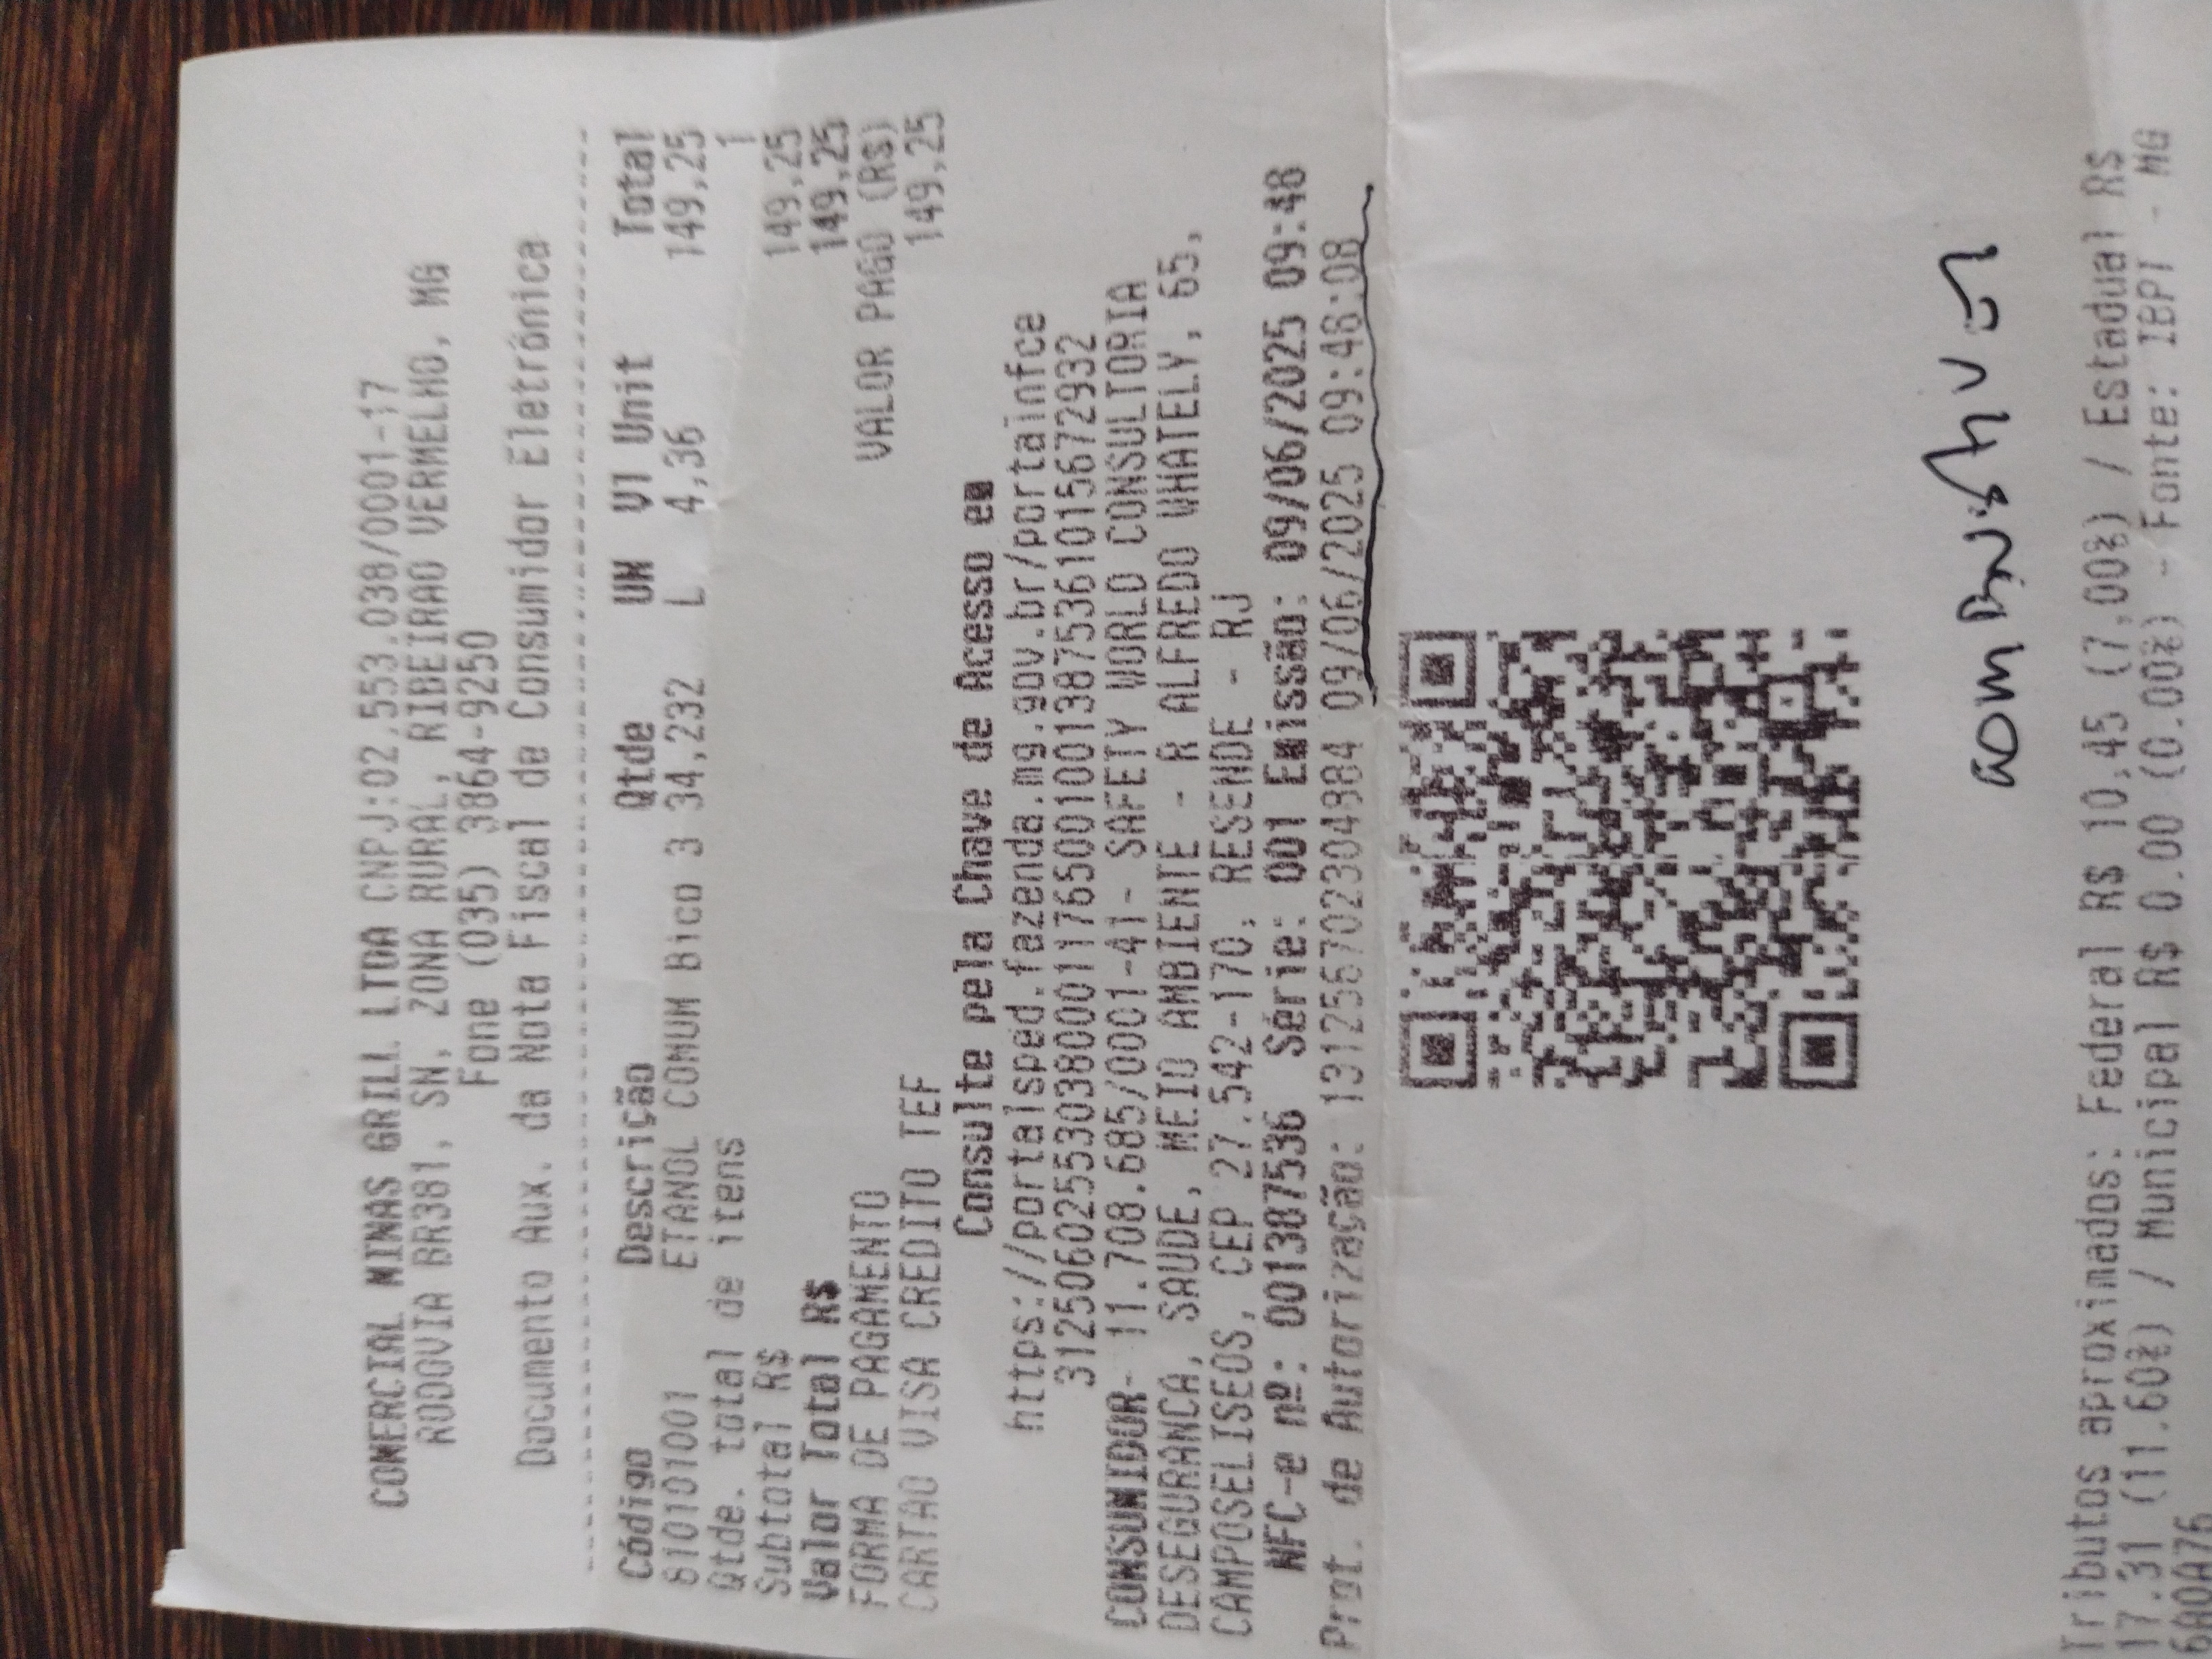 COMERCIAL MINAS GRILL LTDA CNPJ:02.553.038/0001-17
RODOVIA BR381, SN, ZONA RURAL, RIBEIRAO VERMELHO, MG
Fone (035) 3864-9250
Documento Aux. da Nota Fiscal de Consumidor Eletrônica
Código Descrição Qtde UN Vl Unit Total
810101001 ETANOL COMUM Bico 3 34,232 L 4,36 149,25
Qtde. total de itens 1
Subtotal R$ 149,25
Valor Total R$ 149,25
FORMA DE PAGAMENTO VALOR PAGO (R$)
CARTAO VISA CREDITO TEF 149,25
Consulte pela Chave de Acesso em
https://portalsped.fazenda.mg.gov.br/portalnfce
31250602553038000117650010013875361015672932
CONSUMIDOR- 11.708.685/0001-41- SAFETY WORLD CONSULTORIA
DESEGURANCA, SAUDE, MEIO AMBIENTE - R ALFREDO WHATELY, 65,
CAMPOSELISEOS, CEP 27.542-170, RESENDE - RJ
NFC-e nº: 001387536 Série: 001 Emissão: 09/06/2025 09:48
Prot. de Autorização: 131256702304984 09/06/2025 09:48:08
Tributos aproximados: Federal R$ 10,45 (7,00%) / Estadual R$
17.31 (11.60%) / Municipal R$ 0.00 (0.00%) - Fonte: IBPT - MG
6A0A76